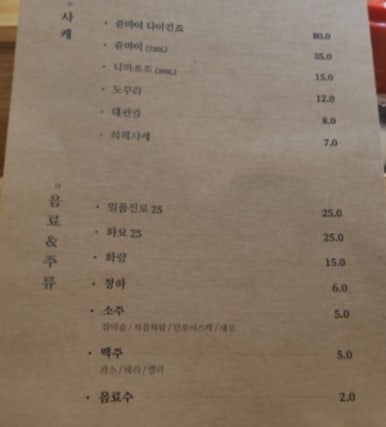 사케
· 준마이 다이긴죠 80.0
· 준마이 (750L) 35.0
· 나마죠조 (300L) 15.0
· 도쿠리 12.0
· 대관컵 8.0
· 히레사케 7.0
음료 & 주류
· 일품진로 25 25.0
· 화요 25 25.0
· 화랑 15.0
· 청하 6.0
· 소주 5.0
참이슬 / 처음처럼 / 진로이즈백 / 새로
· 맥주 5.0
카스 / 테라 / 켈리
· 음료수 2.0